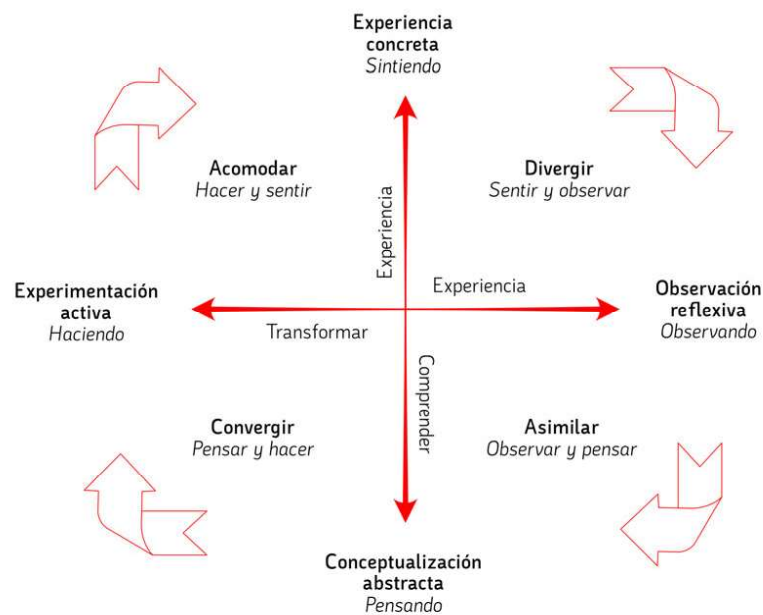 Experiencia
concreta
Sintiendo
Acomodar
Hacer y sentir
Divergir
Sentir y observar
Experiencia
Experiencia
Experimentación
activa
Haciendo
Observación
reflexiva
Observando
Transformar
Comprender
Convergir
Pensar y hacer
Asimilar
Observar y pensar
Conceptualización
abstracta
Pensando